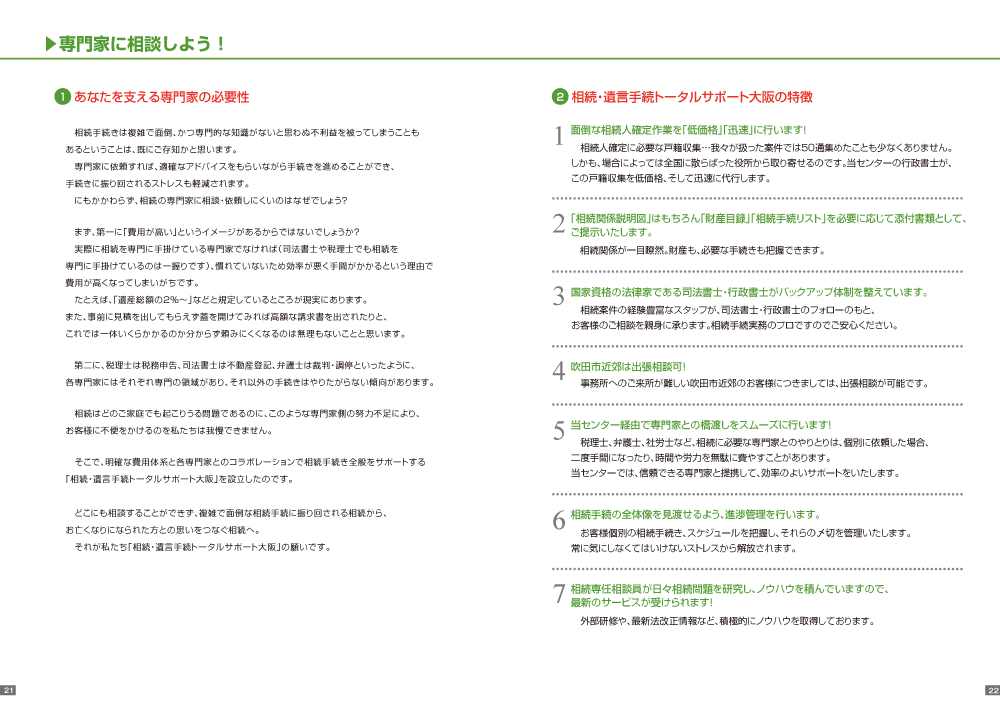 ▶専門家に相談しよう！
1 あなたを支える専門家の必要性
相続手続きは複雑で面倒、かつ専門的な知識がないと思わぬ不利益を被ってしまうことも
あるということは、既にご存知かと思います。
専門家に依頼すれば、適確なアドバイスをもらいながら手続きを進めることができ、
手続きに振り回されるストレスも軽減されます。
にもかかわらず、相続の専門家に相談・依頼しにくいのはなぜでしょう?
まず、第一に「費用が高い」というイメージがあるからではないでしょうか?
実際に相続を専門に手掛けている専門家でなければ（司法書士や税理士でも相続を
専門に手掛けているのは一握りです）、慣れていないため効率が悪く手間がかかるという理由で
費用が高くなってしまいがちです。
たとえば、「遺産総額の2%～」などと規定しているところが現実にあります。
また、事前に見積を出してもらえず蓋を開けてみれば高額な請求書を出されたりと、
これでは一体いくらかかるのか分からず頼みにくくなるのは無理もないことと思います。
第二に、税理士は税務申告、司法書士は不動産登記、弁護士は裁判・調停といったように、
各専門家にはそれぞれ専門の領域があり、それ以外の手続きはやりたがらない傾向があります。
相続はどのご家庭でも起こりうる問題であるのに、このような専門家側の努力不足により、
お客様に不便をかけるのを私たちは我慢できません。
そこで、明確な費用体系と各専門家とのコラボレーションで相続手続き全般をサポートする
「相続・遺言手続トータルサポート大阪」を設立したのです。
どこにも相談することができず、複雑で面倒な相続手続に振り回される相続から、
お亡くなりになられた方との思いをつなぐ相続へ。
それが私たち「相続・遺言手続トータルサポート大阪」の願いです。
21
2 相続・遺言手続トータルサポート大阪の特徴
1 面倒な相続人確定作業を「低価格」「迅速」に行います!
相続人確定に必要な戸籍収集…我々が扱った案件では50通集めたことも少なくありません。
しかも、場合によっては全国に散らばった役所から取り寄せるのです。当センターの行政書士が、
この戸籍収集を低価格、そして迅速に代行します。
2 「相続関係説明図」はもちろん「財産目録」「相続手続リスト」を必要に応じて添付書類として、
ご提示いたします。
相続関係が一目瞭然。財産も、必要な手続きも把握できます。
3 国家資格の法律家である司法書士・行政書士がバックアップ体制を整えています。
相続案件の経験豊富なスタッフが、司法書士・行政書士のフォローのもと、
お客様のご相談を親身に承ります。相続手続実務のプロですのでご安心ください。
4 吹田市近郊は出張相談可!
事務所へのご来所が難しい吹田市近郊のお客様につきましては、出張相談が可能です。
5 当センター経由で専門家との橋渡しをスムーズに行います!
税理士、弁護士、社労士など、相続に必要な専門家とのやりとりは、個別に依頼した場合、
二度手間になったり、時間や労力を無駄に費やすことがあります。
当センターでは、信頼できる専門家と提携して、効率のよいサポートをいたします。
6 相続手続の全体像を見渡せるよう、進捗管理を行います。
お客様個別の相続手続き、スケジュールを把握し、それらの〆切を管理いたします。
常に気にしなくてはいけないストレスから解放されます。
7 相続専任相談員が日々相続問題を研究し、ノウハウを積んでいますので、
最新のサービスが受けられます!
外部研修や、最新法改正情報など、積極的にノウハウを取得しております。
22